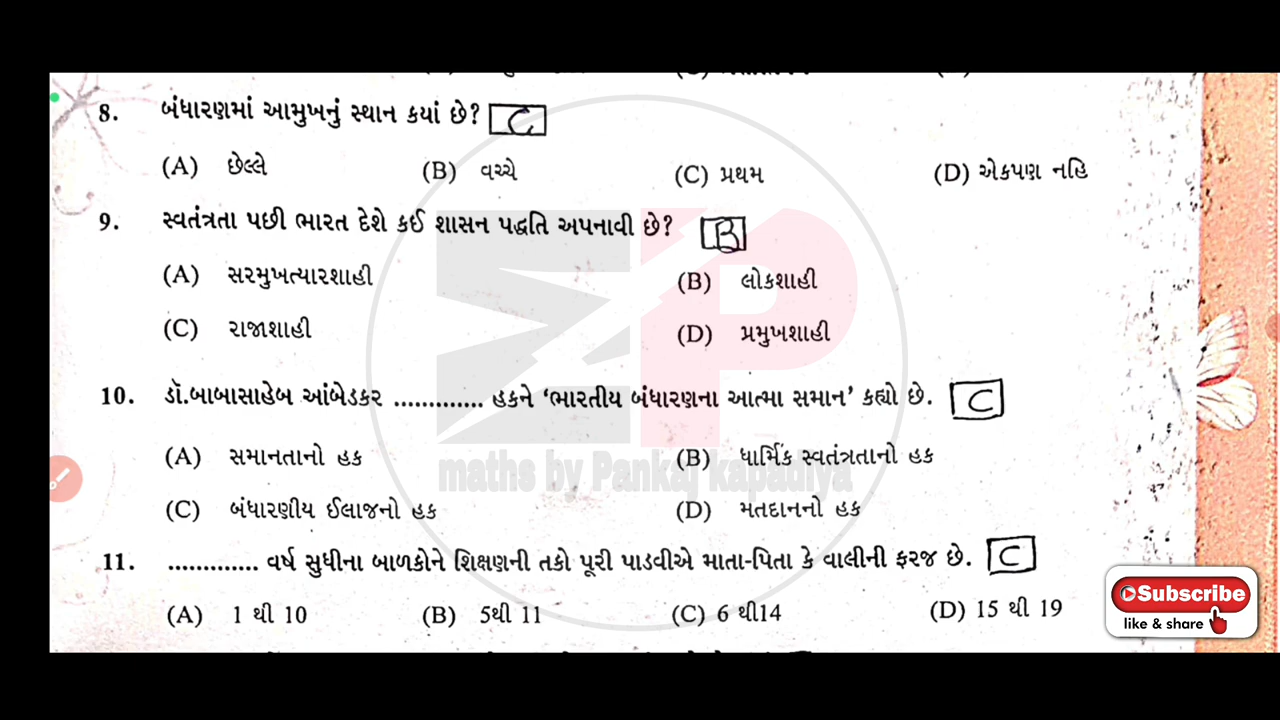 8. બંધારણમાં આમુખનું સ્થાન કયાં છે? C
(A) છેલ્લે (B) વચ્ચે (C) પ્રથમ (D) એકપણ નહિ
9. સ્વતંત્રતા પછી ભારત દેશે કઈ શાસન પદ્ધતિ અપનાવી છે? B
(A) સરમુખત્યારશાહી (B) લોકશાહી
(C) રાજાશાહી (D) પ્રમુખશાહી
10. ડૉ.બાબાસાહેબ આંબેડકર ............. હકને ‘ભારતીય બંધારણના આત્મા સમાન’ કહ્યો છે. C
(A) સમાનતાનો હક (B) ધાર્મિક સ્વતંત્રતાનો હક
maths by Pankaj kapadiya
(C) બંધારણીય ઈલાજનો હક (D) મતદાનનો હક
11. ............. વર્ષ સુધીના બાળકોને શિક્ષણની તકો પૂરી પાડવીએ માતા-પિતા કે વાલીની ફરજ છે. C
(A) 1 થી 10 (B) 5થી 11 (C) 6 થી14 (D) 15 થી 19
Subscribe
like & share